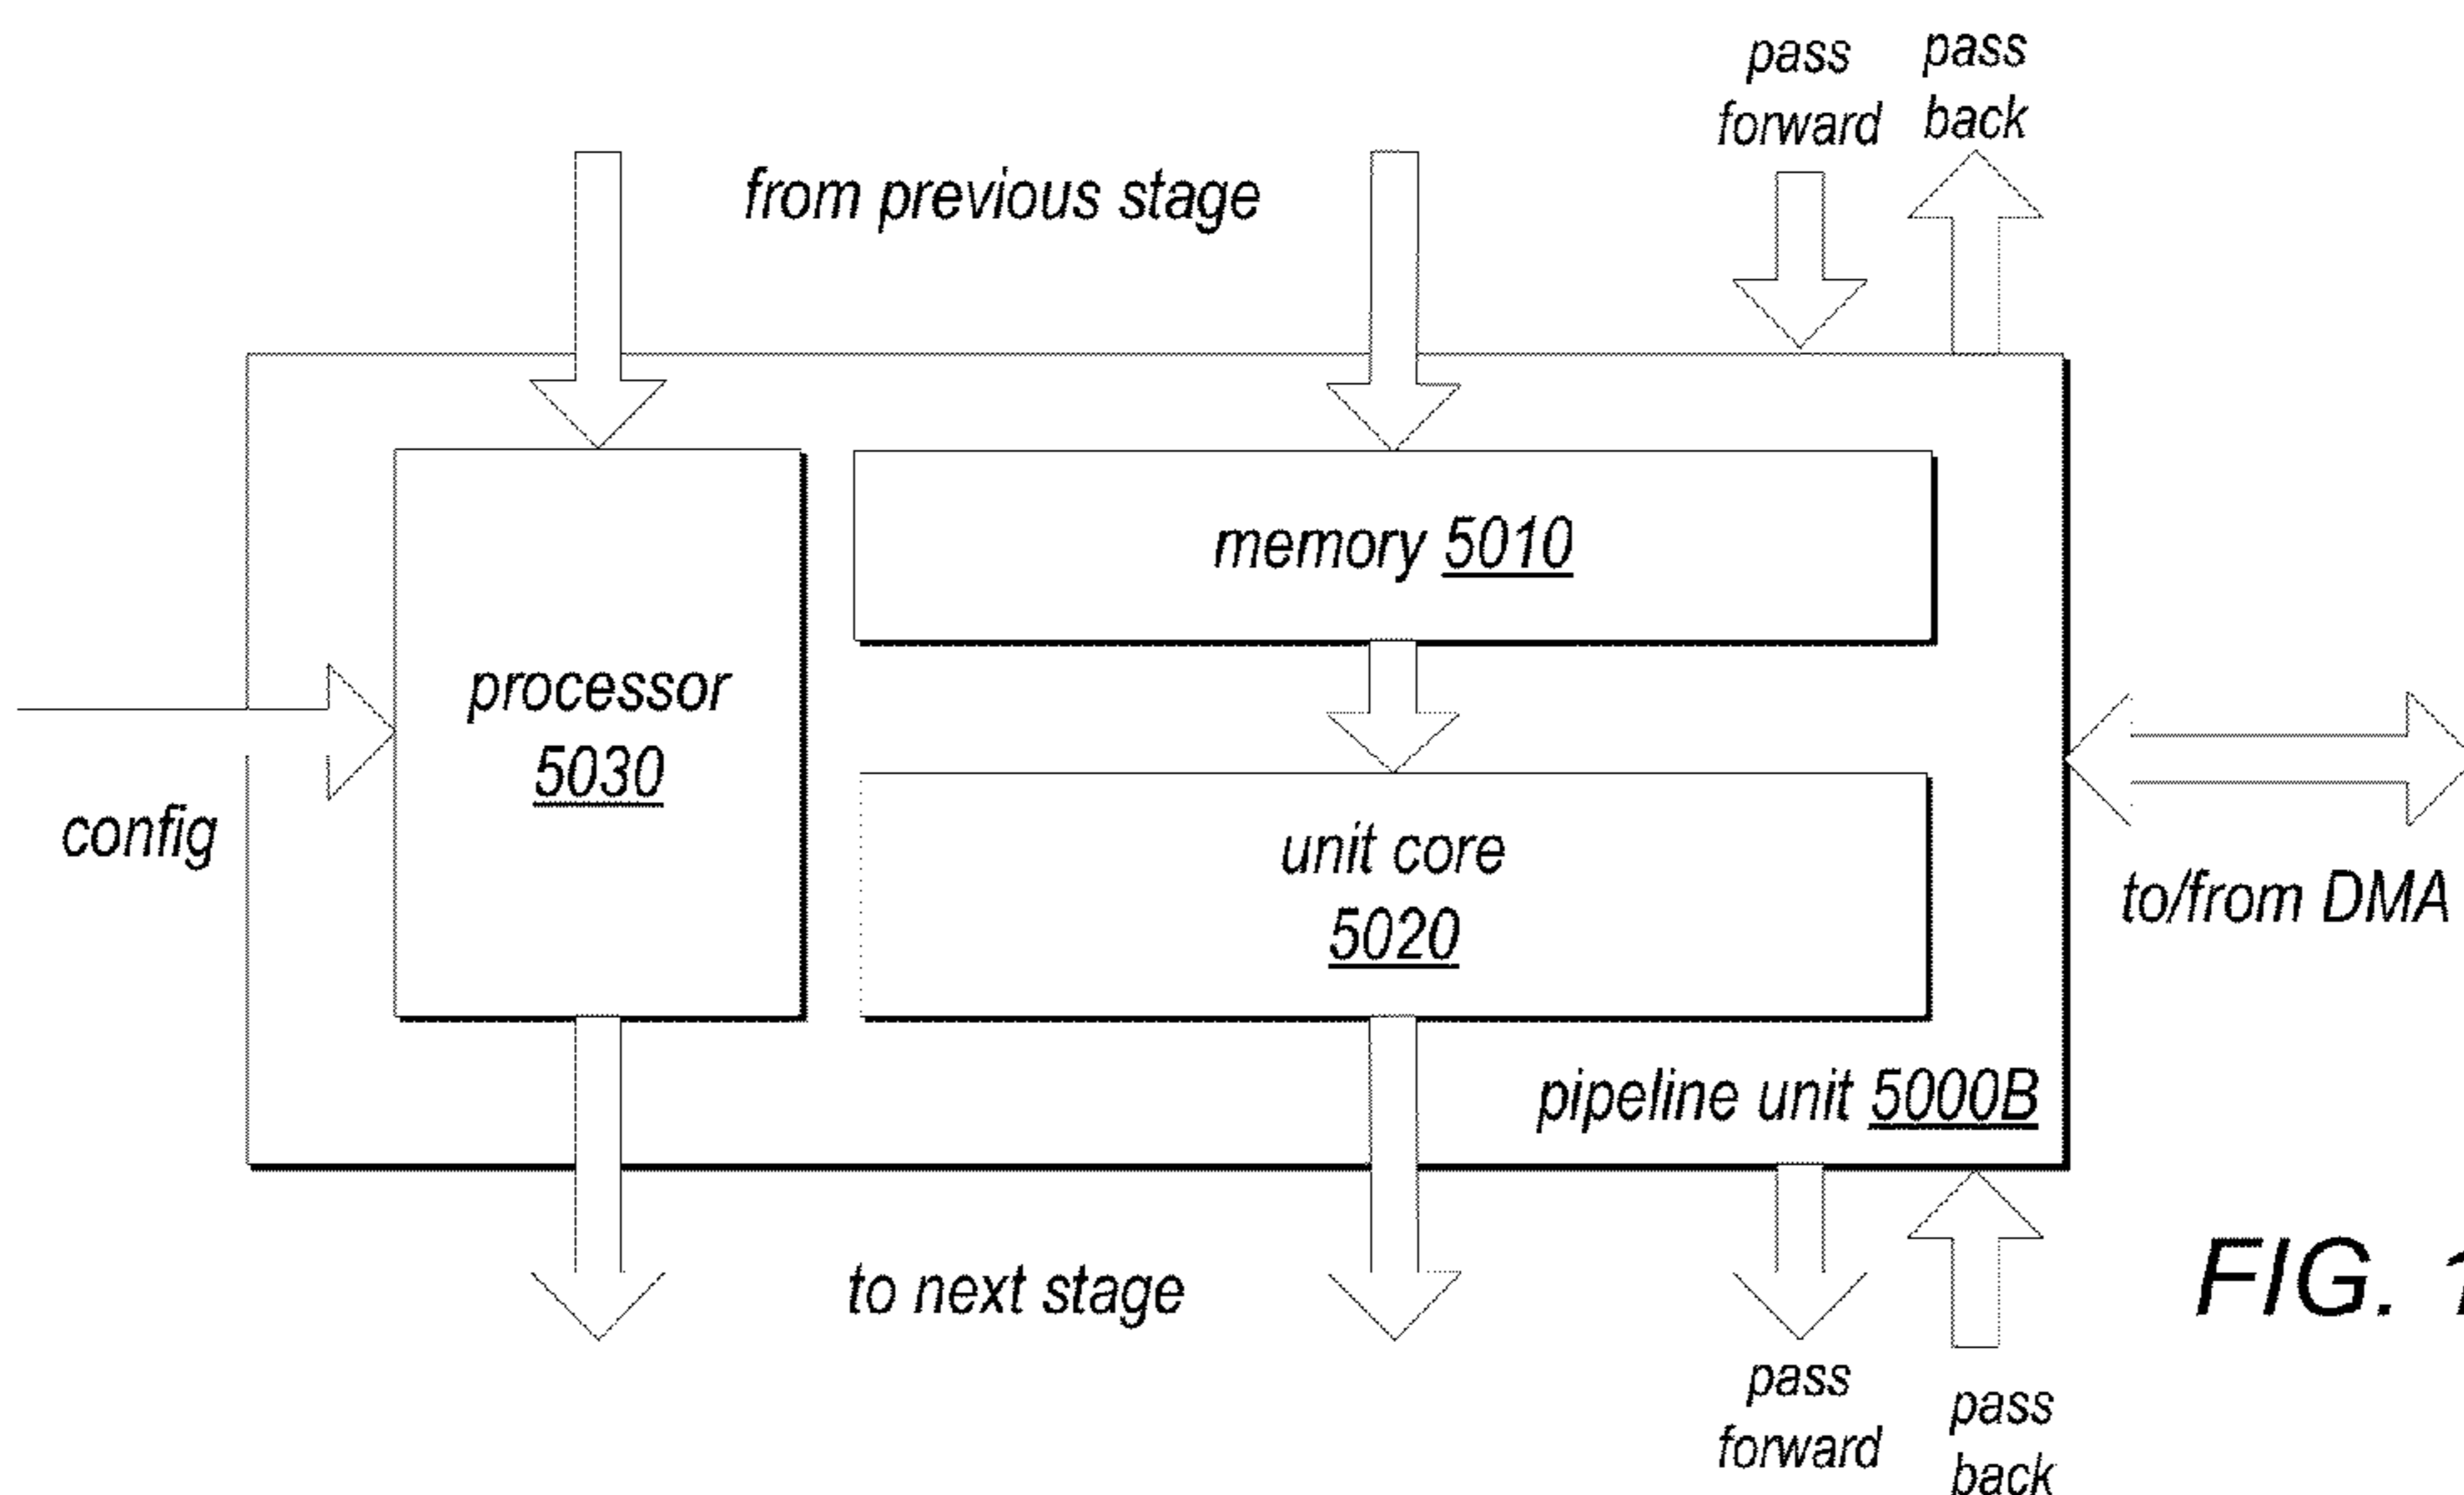 pass
forward
pass
back
from previous stage
memory 5010
processor
5030
config
unit core
5020
to/from DMA
pipeline unit 5000B
to next stage
FIG.
pass
forward
pass
back